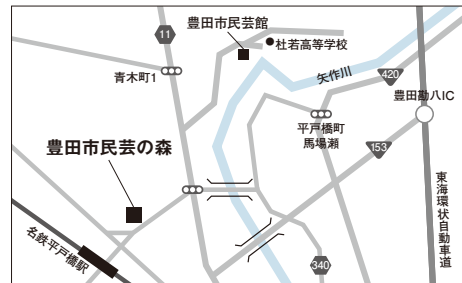 豊田市民芸館
11
杜若高等学校
青木町1
矢作川
420
豊田勘八IC
平戸橋町
馬場瀬
153
豊田市民芸の森
東海環状自動車道
名鉄平戸橋駅
340